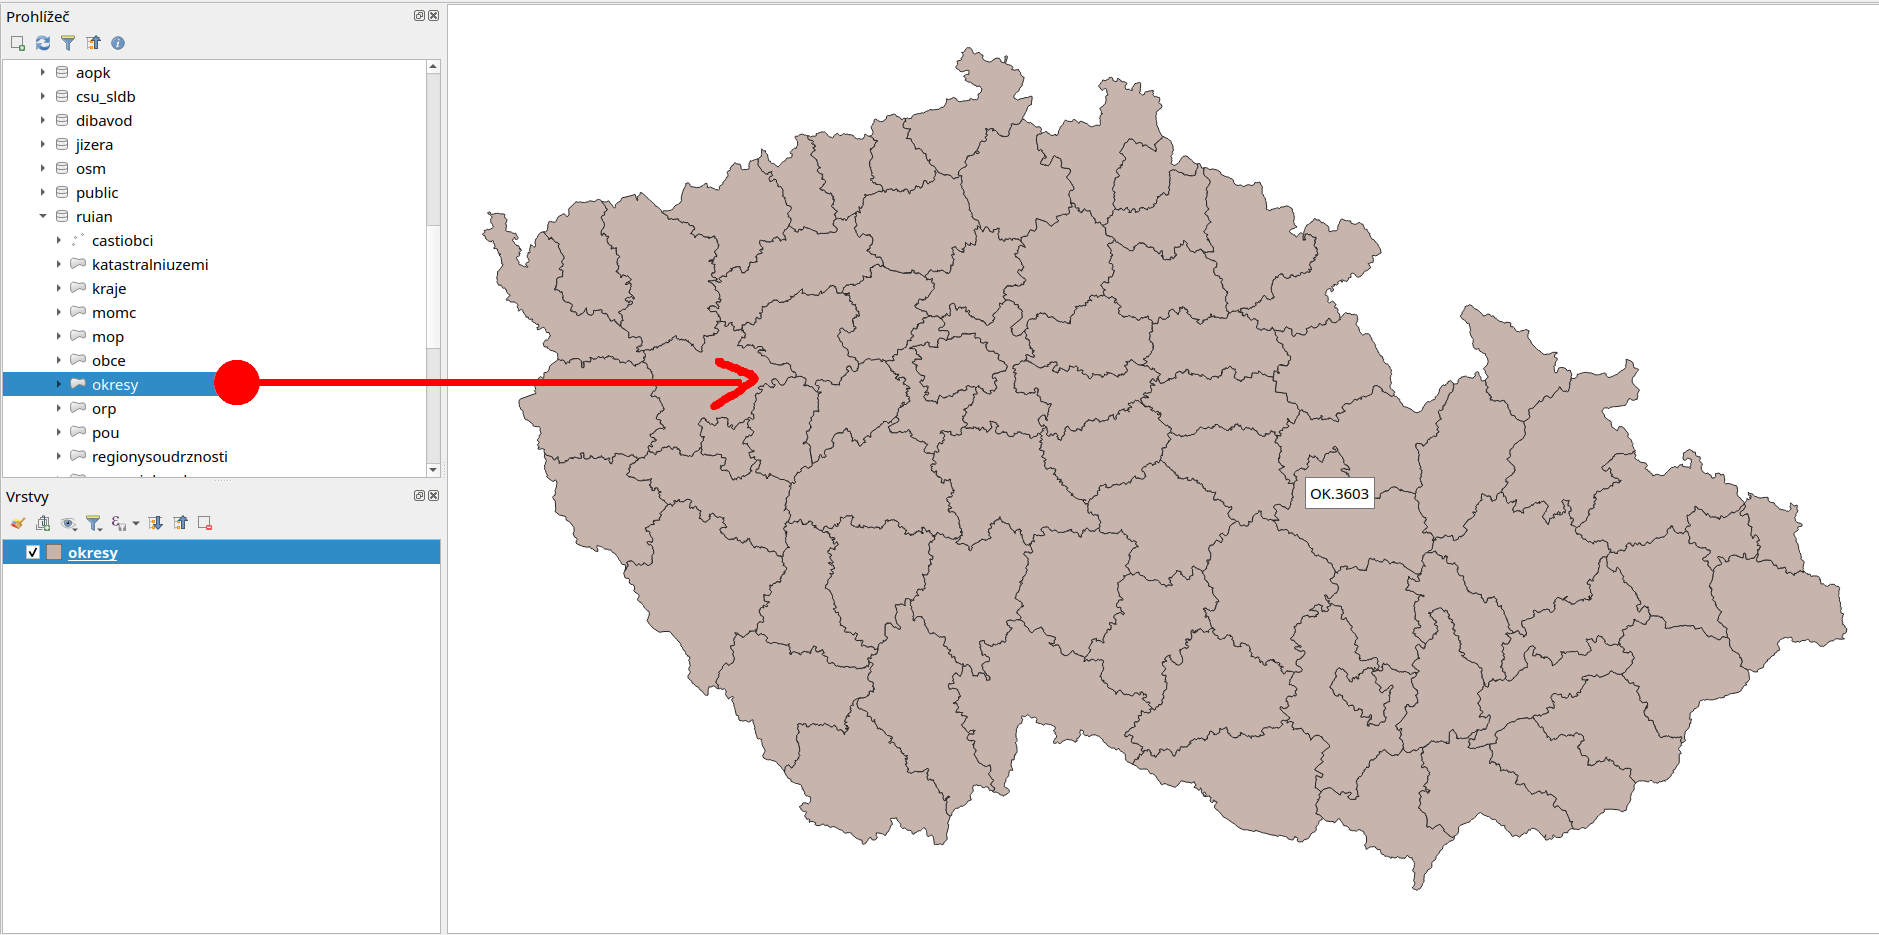 Prohlížeč
aopk
csu_sldb
dibavod
jizera
osm
public
ruian
castiobci
katastralniuzemi
kraje
momc
mop
obce
okresy
orp
pou
regionysoudrznosti
Vrstvy
okresy
OK.3603